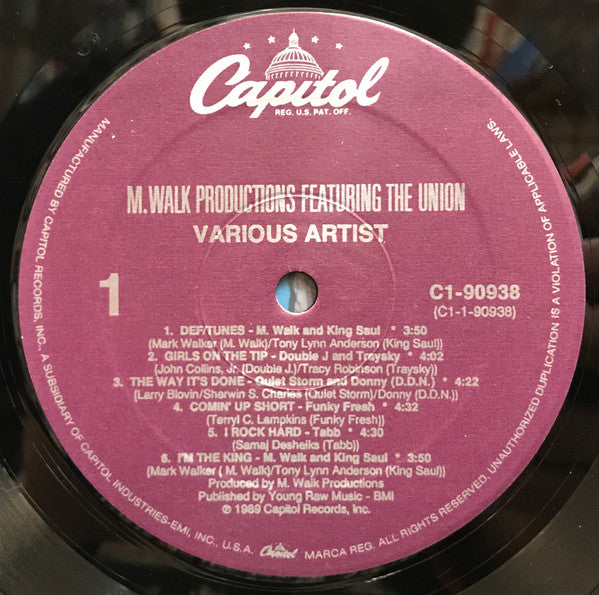 Capitol
REG. U.S. PAT. OFF.
M.WALK PRODUCTIONS FEATURING THE UNION
VARIOUS ARTIST
1
C1-90938
(C1-1-90938)
1. DEF/TUNES - M. Walk and King Saul * 3:50
(Mark Walker (M. Walk)/Tony Lynn Anderson (King Saul)
2. GIRLS ON THE TIP - Double J and Traysky * 4:02
(John Collins, Jr. (Double J.)/Tracy Robinson (Traysky)
3. THE WAY IT'S DONE - Quiet Storm and Donny (D.D.N.) * 4:22
(Larry Blovin/Sherwin S. Charles (Quiet Storm)/Donny (D.D.N.)
4. COMIN' UP SHORT - Funky Fresh * 4:32
(Terryl C. Lampkins (Funky Fresh)
5. I ROCK HARD - Tabb * 4:30
(Samaj Desheiks (Tabb)
6. I'M THE KING - M. Walk and King Saul * 3:50
(Mark Walker ( M. Walk)/Tony Lynn Anderson (King Saul)
Produced by M. Walk Productions
Published by Young Raw Music - BMI
℗ 1989 Capitol Records, Inc.
MANUFACTURED BY CAPITOL RECORDS, INC., A SUBSIDIARY OF CAPITOL INDUSTRIES-EMI, INC., U.S.A. Capitol MARCA REG. ALL RIGHTS RESERVED. UNAUTHORIZED DUPLICATION IS A VIOLATION OF APPLICABLE LAWS.